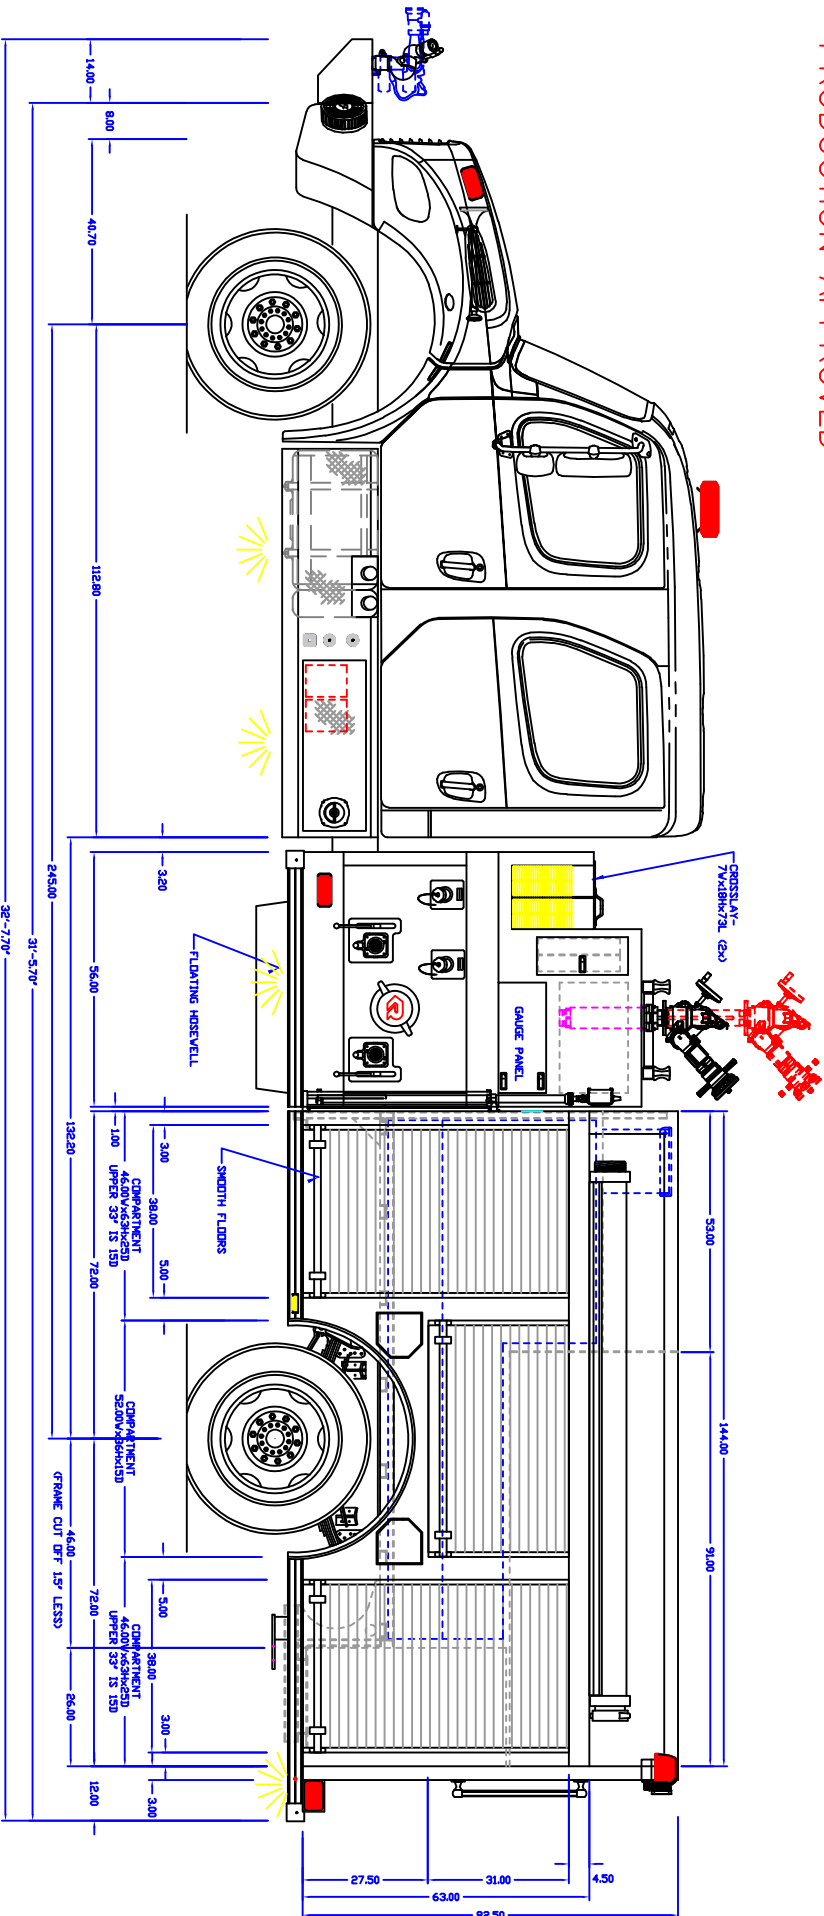 PRODUCTION APPROVED
CROSSLAY-
7Wx18Hx73L (2x)
GAUGE PANEL
R
FLOATING HOSEWELL
SMOOTH FLOORS
53.00
91.00
144.00
4.50
31.00
27.50
63.00
82.50
3.20
3.00
38.00
5.00
5.00
38.00
3.00
3.00
1.00
COMPARTMENT
46.00Wx63Hx25D
UPPER 33" IS 15D
COMPARTMENT
52.00Wx36Hx15D
COMPARTMENT
46.00Wx63Hx25D
UPPER 33" IS 15D
14.00
8.00
40.70
112.80
56.00
72.00
72.00
12.00
132.20
46.00
26.00
(FRAME CUT OFF 1.5" LESS)
245.00
31'-5.70"
32'-7.70"